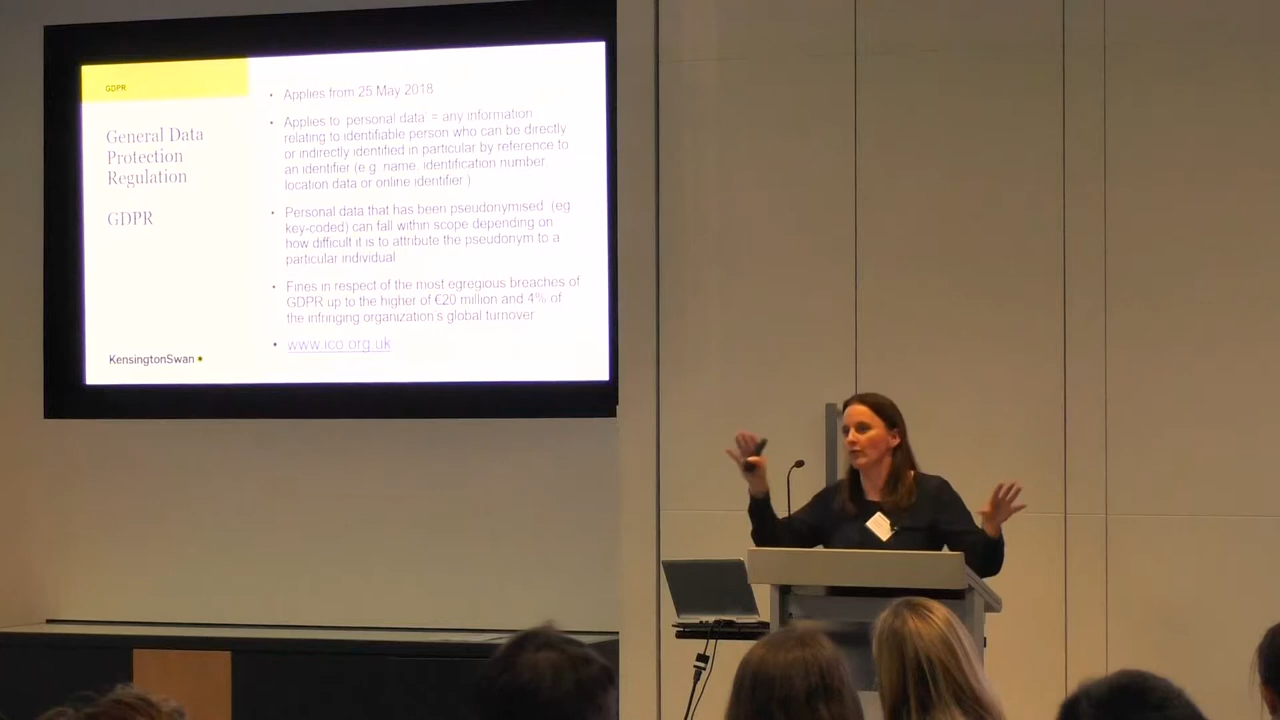 GDPR
General Data
Protection
Regulation
GDPR
• Applies from 25 May 2018
• Applies to 'personal data' = any information
relating to identifiable person who can be directly
or indirectly identified in particular by reference to
an identifier (e.g. name, identification number,
location data or online identifier.)
• Personal data that has been pseudonymised (eg
key-coded) can fall within scope depending on
how difficult it is to attribute the pseudonym to a
particular individual
• Fines in respect of the most egregious breaches of
GDPR up to the higher of €20 million and 4% of
the infringing organization's global turnover
• www.ico.org.uk
KensingtonSwan